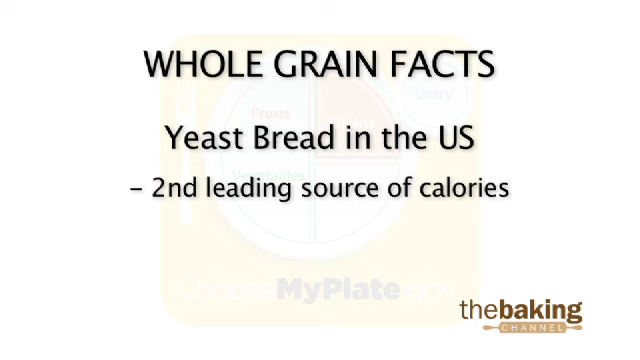 WHOLE GRAIN FACTS
Dairy
Fruits
Grains
Yeast Bread in the US
Vegetables
– 2nd leading source of calories
ChooseMyPlate.gov
thebaking
CHANNEL